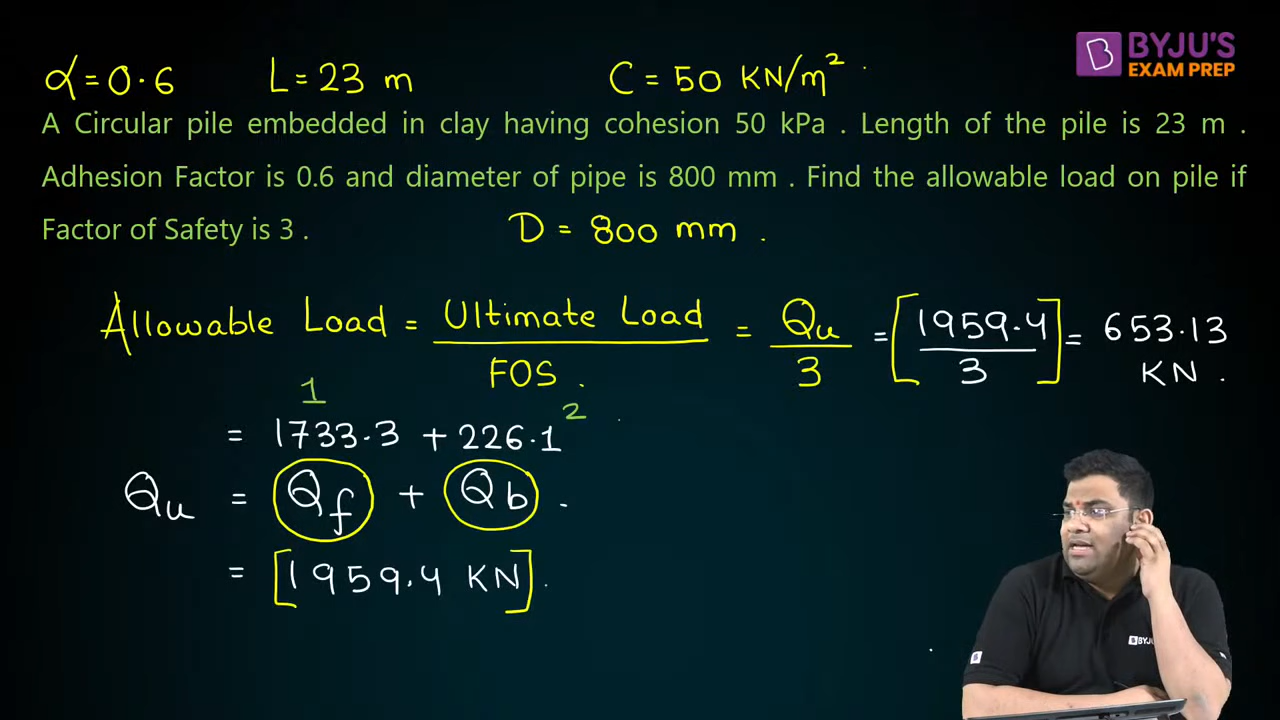 BYJU'S
EXAM PREP
α = 0.6 L = 23 m C = 50 KN/m²
A Circular pile embedded in clay having cohesion 50 kPa . Length of the pile is 23 m .
Adhesion Factor is 0.6 and diameter of pipe is 800 mm . Find the allowable load on pile if
Factor of Safety is 3 .
D = 800 mm .
Allowable Load = Ultimate Load / FOS . = Qu / 3 = [1959.4 / 3] = 653.13 KN .
1 2
= 1733.3 + 226.1
Qu = Qf + Qb .
= [1959.4 KN] .